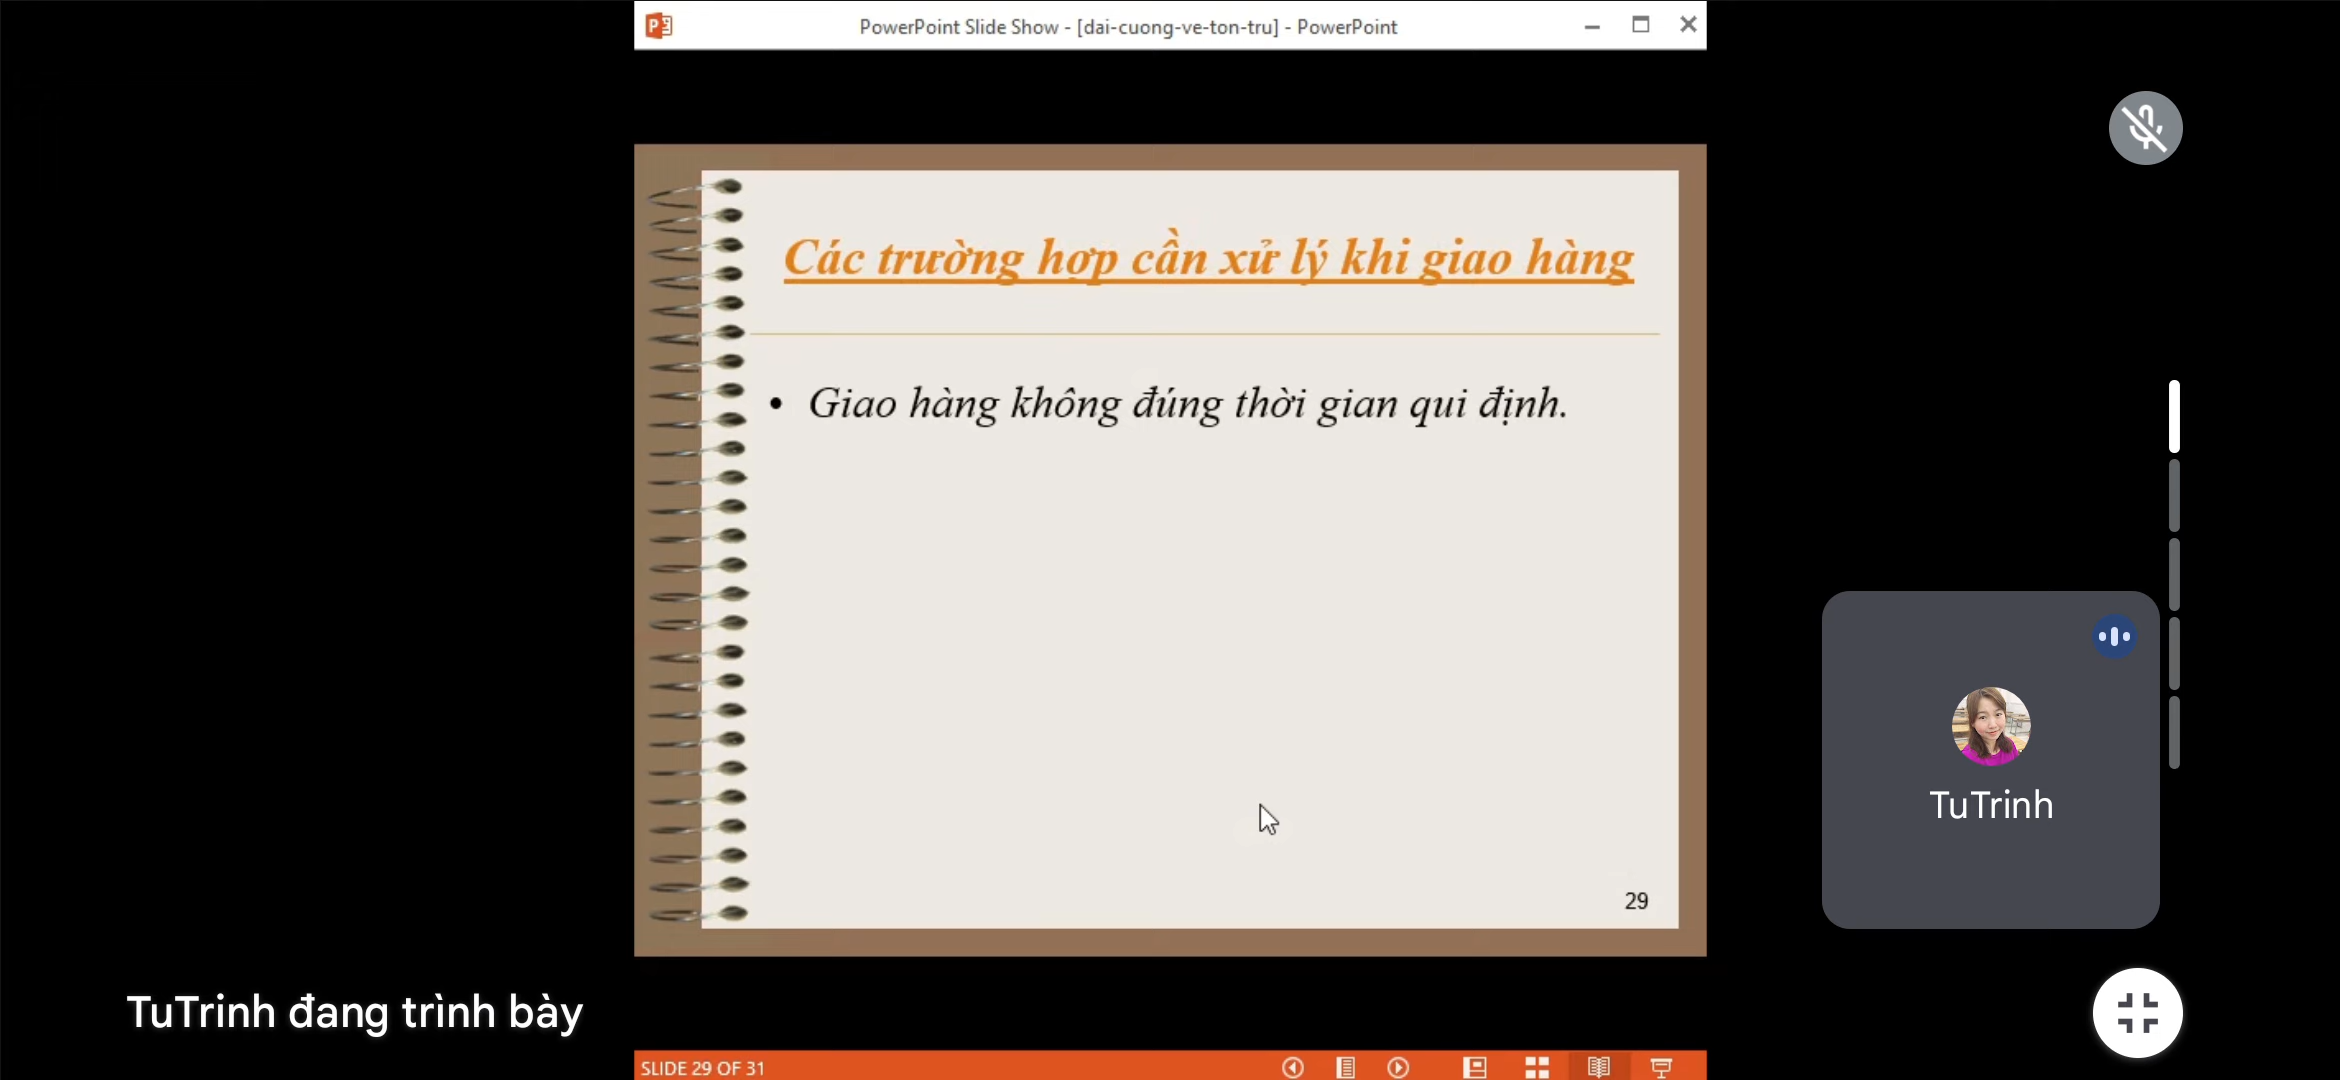 PowerPoint Slide Show - [dai-cuong-ve-ton-tru] - PowerPoint
Các trường hợp cần xử lý khi giao hàng
• Giao hàng không đúng thời gian qui định.
29
TuTrinh
TuTrinh đang trình bày
SLIDE 29 OF 31